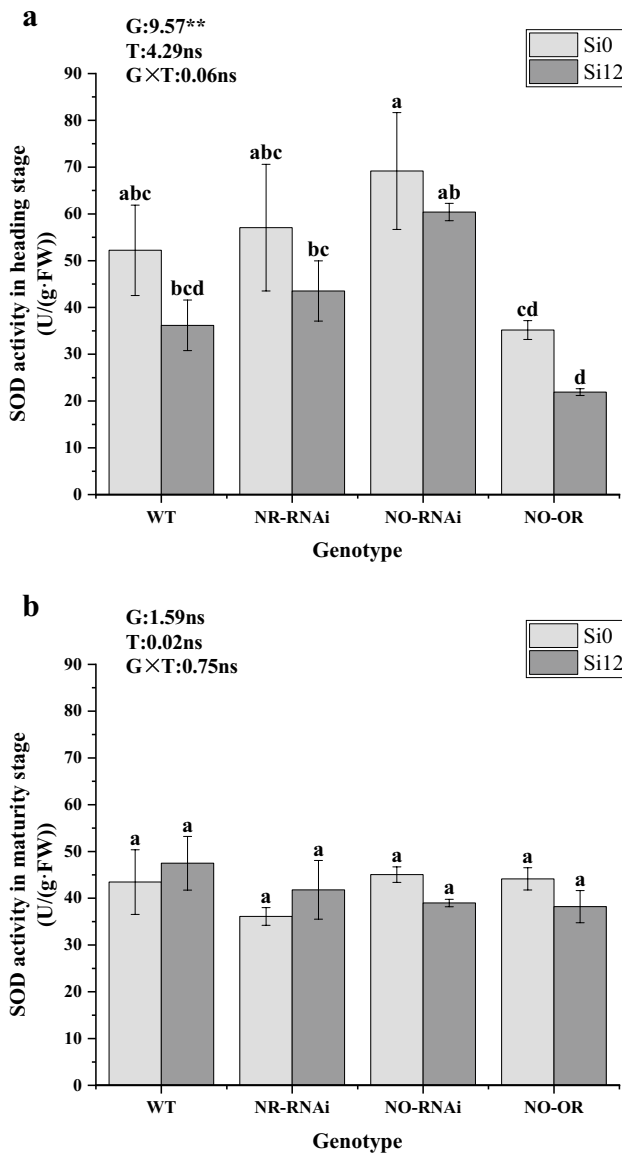 a
G:9.57**
T:4.29ns
G×T:0.06ns
Si0
Si12
SOD activity in heading stage
(U/(g·FW))
90
80
70
60
50
40
30
20
10
0
abc
bcd
abc
bc
a
ab
cd
d
WT
NR-RNAi
NO-RNAi
NO-OR
Genotype
b
G:1.59ns
T:0.02ns
G×T:0.75ns
Si0
Si12
SOD activity in maturity stage
(U/(g·FW))
90
80
70
60
50
40
30
20
10
0
a
a
a
a
a
a
a
a
WT
NR-RNAi
NO-RNAi
NO-OR
Genotype